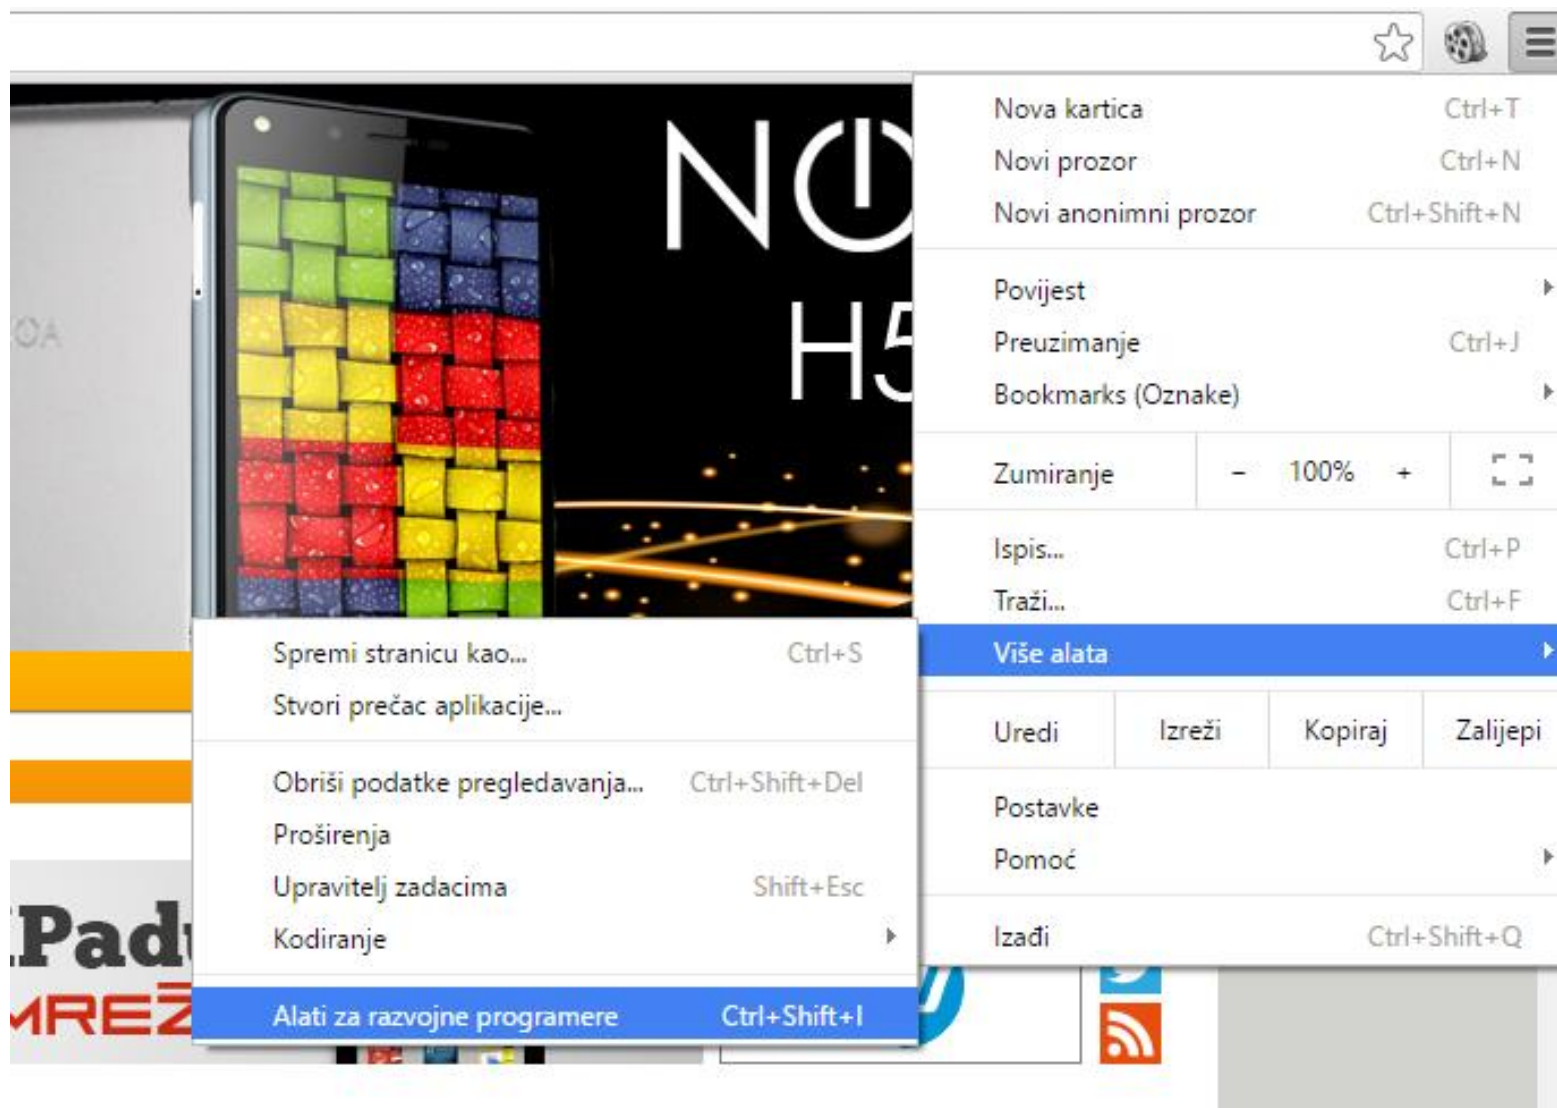 Nova kartica Ctrl+T
Novi prozor Ctrl+N
Novi anonimni prozor Ctrl+Shift+N
Povijest
Preuzimanje Ctrl+J
Bookmarks (Oznake)
Zumiranje - 100% +
Ispis... Ctrl+P
Traži... Ctrl+F
Više alata
Uredi Izreži Kopiraj Zalijepi
Postavke
Pomoć
Izađi Ctrl+Shift+Q
Spremi stranicu kao... Ctrl+S
Stvori prečac aplikacije...
Obriši podatke pregledavanja... Ctrl+Shift+Del
Proširenja
Upravitelj zadacima Shift+Esc
Kodiranje
Alati za razvojne programere Ctrl+Shift+I
NO
H5